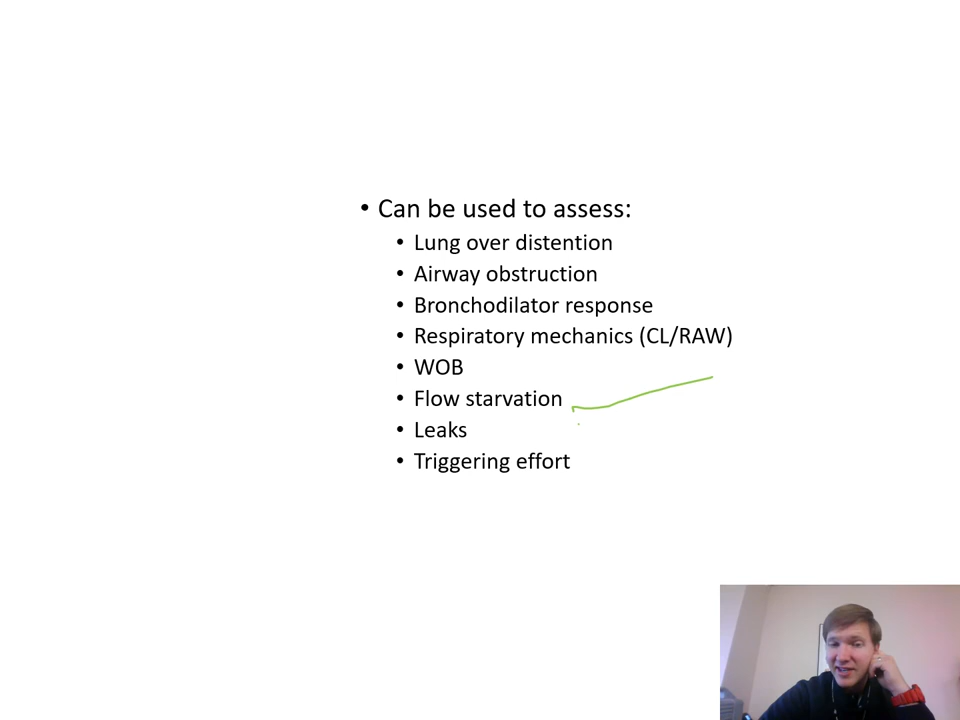 • Can be used to assess:
• Lung over distention
• Airway obstruction
• Bronchodilator response
• Respiratory mechanics (CL/RAW)
• WOB
• Flow starvation
• Leaks
• Triggering effort